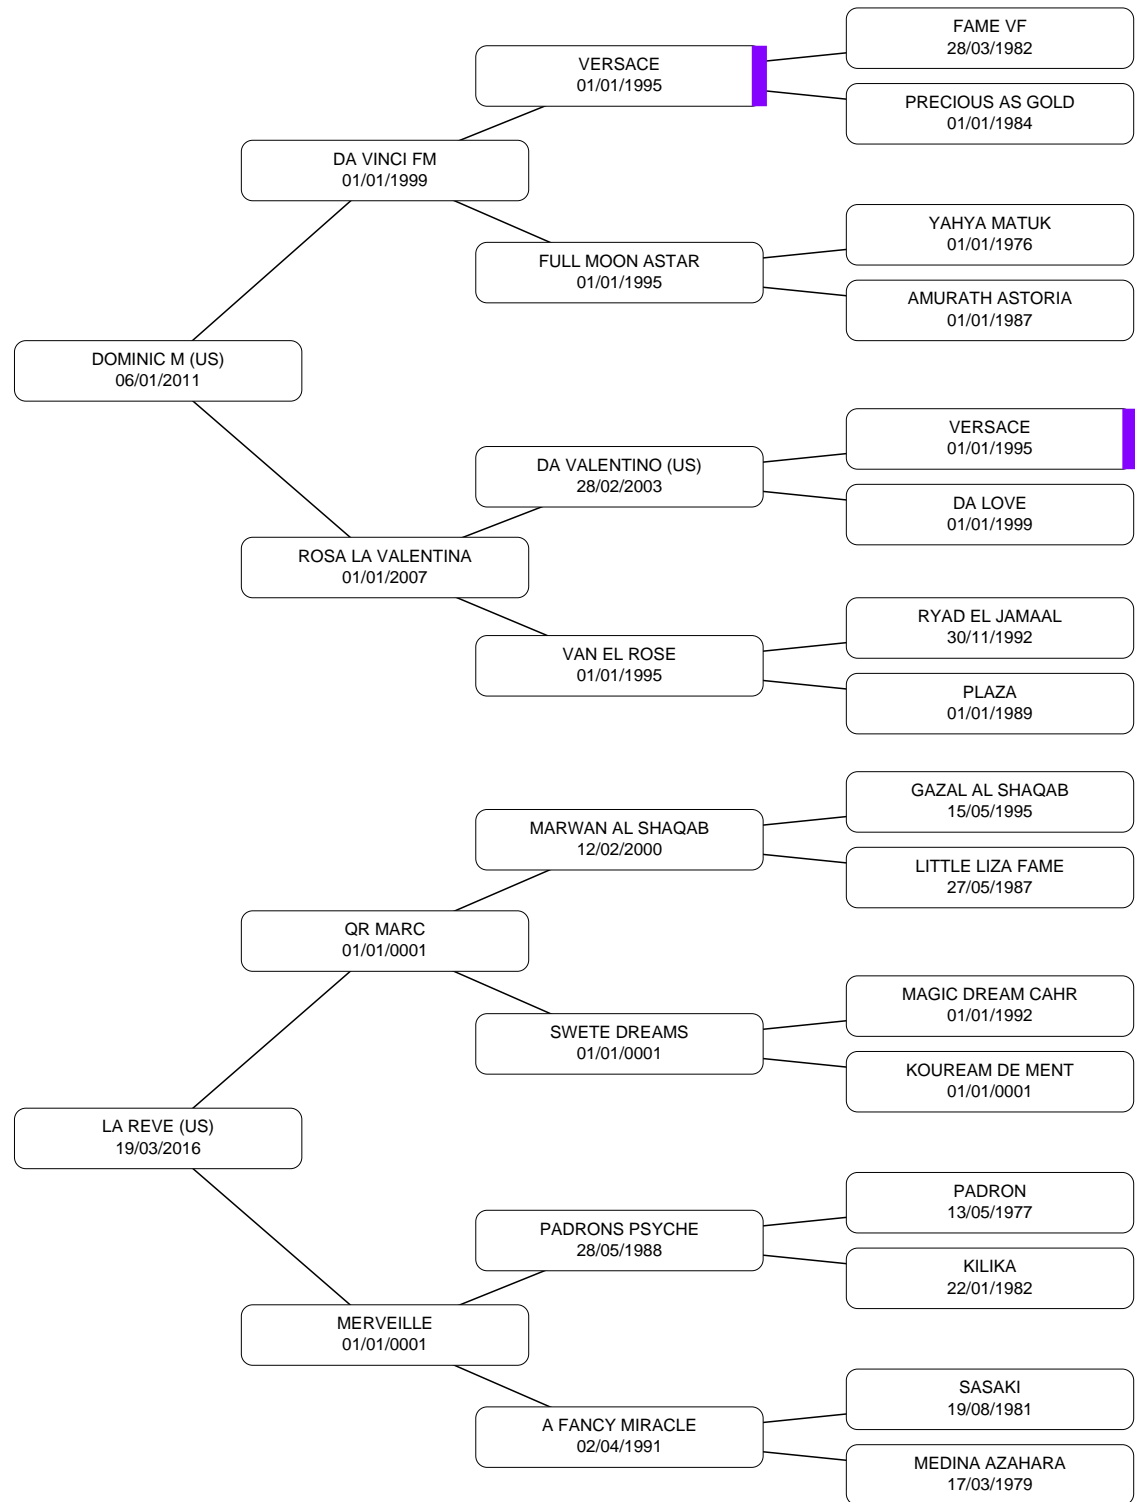 FAME VF
28/03/1982
VERSACE
01/01/1995
PRECIOUS AS GOLD
01/01/1984
DA VINCI FM
01/01/1999
YAHYA MATUK
01/01/1976
FULL MOON ASTAR
01/01/1995
AMURATH ASTORIA
01/01/1987
DOMINIC M (US)
06/01/2011
VERSACE
01/01/1995
DA VALENTINO (US)
28/02/2003
DA LOVE
01/01/1999
ROSA LA VALENTINA
01/01/2007
RYAD EL JAMAAL
30/11/1992
VAN EL ROSE
01/01/1995
PLAZA
01/01/1989
GAZAL AL SHAQAB
15/05/1995
MARWAN AL SHAQAB
12/02/2000
LITTLE LIZA FAME
27/05/1987
QR MARC
01/01/0001
MAGIC DREAM CAHR
01/01/1992
SWETE DREAMS
01/01/0001
KOUREAM DE MENT
01/01/0001
LA REVE (US)
19/03/2016
PADRON
13/05/1977
PADRONS PSYCHE
28/05/1988
KILIKA
22/01/1982
MERVEILLE
01/01/0001
SASAKI
19/08/1981
A FANCY MIRACLE
02/04/1991
MEDINA AZAHARA
17/03/1979